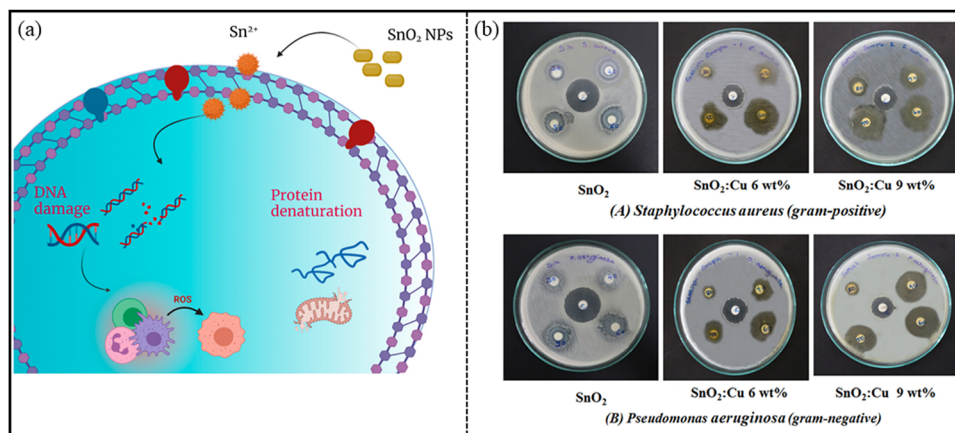 (a)
Sn²⁺
SnO₂ NPs
DNA
damage
Protein
denaturation
ROS
(b)
SnO₂
SnO₂:Cu 6 wt%
SnO₂:Cu 9 wt%
(A) Staphylococcus aureus (gram-positive)
SnO₂
SnO₂:Cu 6 wt%
SnO₂:Cu 9 wt%
(B) Pseudomonas aeruginosa (gram-negative)